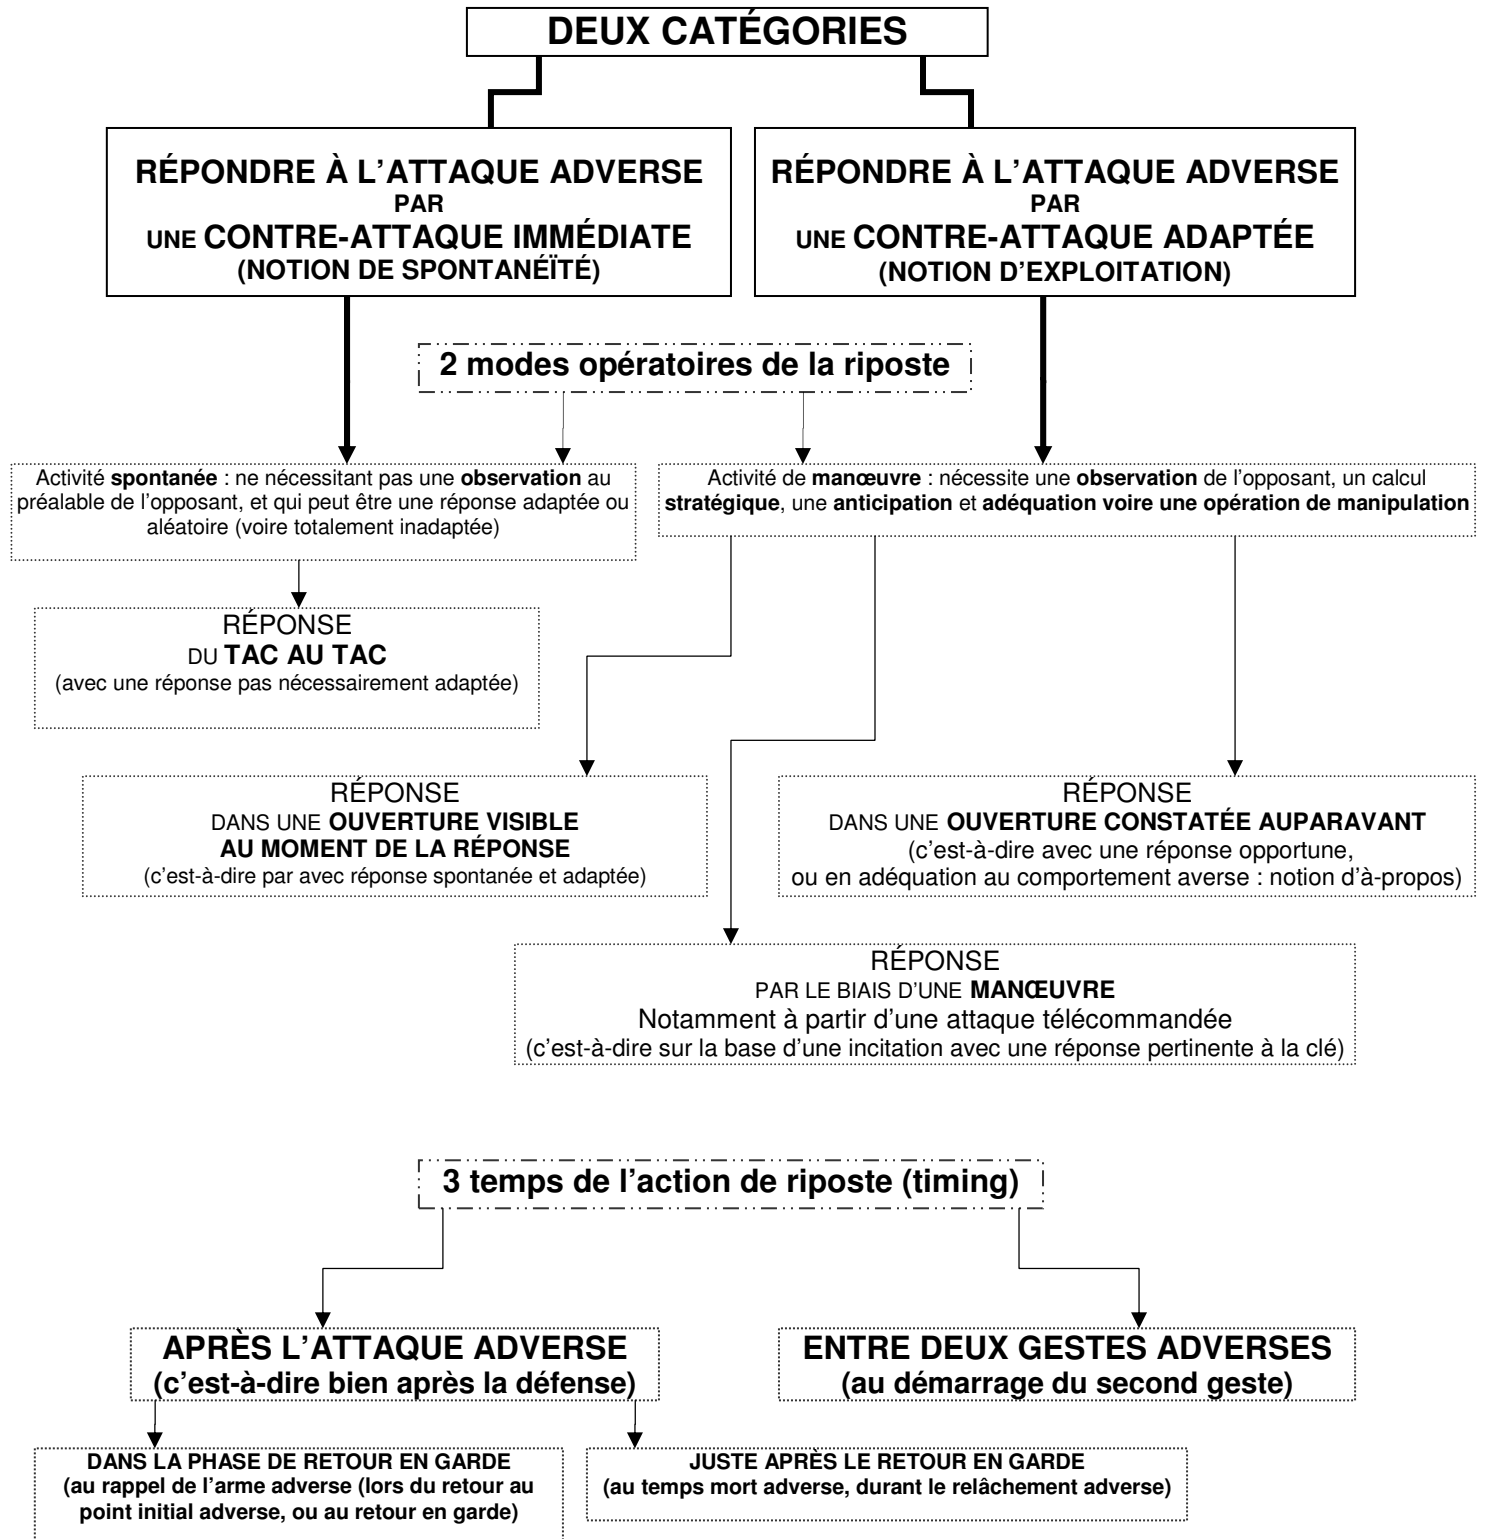 DEUX CATÉGORIES
RÉPONDRE À L'ATTAQUE ADVERSE
PAR
UNE CONTRE-ATTAQUE IMMÉDIATE
(NOTION DE SPONTANÉÏTÉ)
RÉPONDRE À L'ATTAQUE ADVERSE
PAR
UNE CONTRE-ATTAQUE ADAPTÉE
(NOTION D'EXPLOITATION)
2 modes opératoires de la riposte
Activité spontanée : ne nécessitant pas une observation au
préalable de l'opposant, et qui peut être une réponse adaptée ou
aléatoire (voire totalement inadaptée)
Activité de manœuvre : nécessite une observation de l'opposant, un calcul
stratégique, une anticipation et adéquation voire une opération de manipulation
RÉPONSE
DU TAC AU TAC
(avec une réponse pas nécessairement adaptée)
RÉPONSE
DANS UNE OUVERTURE VISIBLE
AU MOMENT DE LA RÉPONSE
(c'est-à-dire par avec réponse spontanée et adaptée)
RÉPONSE
DANS UNE OUVERTURE CONSTATÉE AUPARAVANT
(c'est-à-dire avec une réponse opportune,
ou en adéquation au comportement averse : notion d'à-propos)
RÉPONSE
PAR LE BIAIS D'UNE MANŒUVRE
Notamment à partir d'une attaque télécommandée
(c'est-à-dire sur la base d'une incitation avec une réponse pertinente à la clé)
3 temps de l'action de riposte (timing)
APRÈS L'ATTAQUE ADVERSE
(c'est-à-dire bien après la défense)
ENTRE DEUX GESTES ADVERSES
(au démarrage du second geste)
DANS LA PHASE DE RETOUR EN GARDE
(au rappel de l'arme adverse (lors du retour au
point initial adverse, ou au retour en garde)
JUSTE APRÈS LE RETOUR EN GARDE
(au temps mort adverse, durant le relâchement adverse)